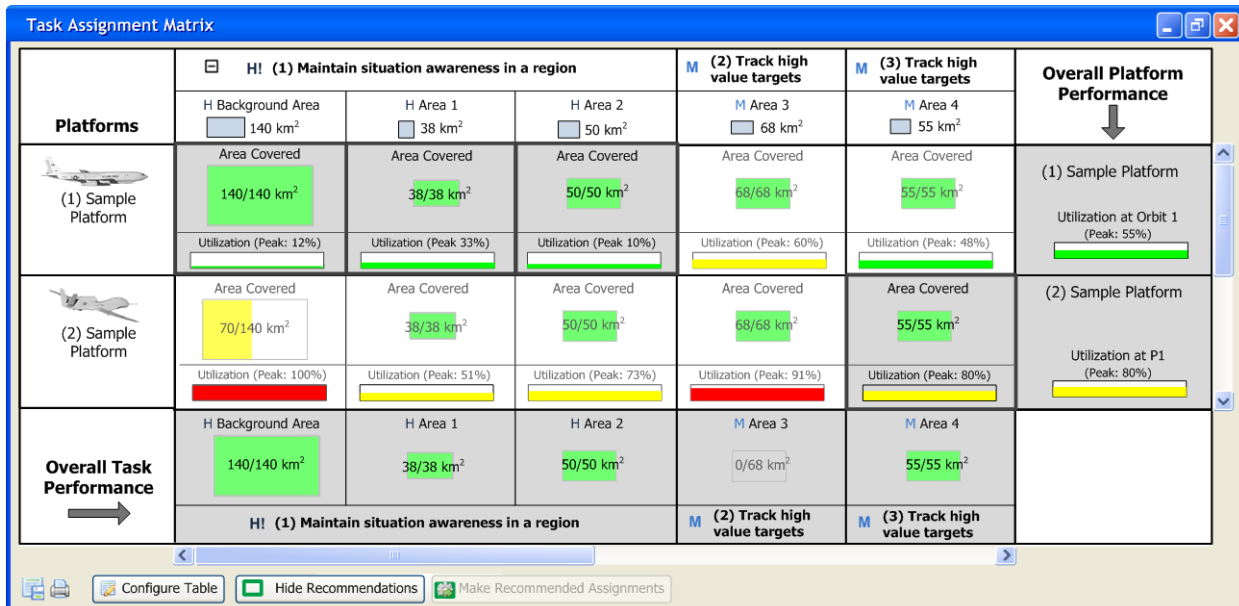 Task Assignment Matrix
Platforms
H! (1) Maintain situation awareness in a region
M (2) Track high
value targets
M (3) Track high
value targets
Overall Platform
Performance
H Background Area
140 km²
H Area 1
38 km²
H Area 2
50 km²
M Area 3
68 km²
M Area 4
55 km²
(1) Sample
Platform
Area Covered
140/140 km²
Utilization (Peak: 12%)
Area Covered
38/38 km²
Utilization (Peak 33%)
Area Covered
50/50 km²
Utilization (Peak 10%)
Area Covered
68/68 km²
Utilization (Peak: 60%)
Area Covered
55/55 km²
Utilization (Peak: 48%)
(1) Sample Platform
Utilization at Orbit 1
(Peak: 55%)
(2) Sample
Platform
Area Covered
70/140 km²
Utilization (Peak: 100%)
Area Covered
38/38 km²
Utilization (Peak: 51%)
Area Covered
50/50 km²
Utilization (Peak: 73%)
Area Covered
68/68 km²
Utilization (Peak: 91%)
Area Covered
55/55 km²
Utilization (Peak: 80%)
(2) Sample Platform
Utilization at P1
(Peak: 80%)
Overall Task
Performance
H Background Area
140/140 km²
H Area 1
38/38 km²
H Area 2
50/50 km²
M Area 3
0/68 km²
M Area 4
55/55 km²
H! (1) Maintain situation awareness in a region
M (2) Track high
value targets
M (3) Track high
value targets
Configure Table
Hide Recommendations
Make Recommended Assignments